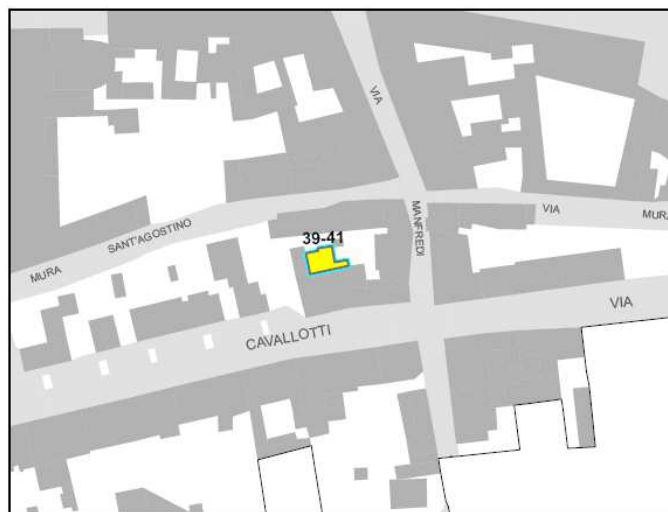 VIA
MANFREDI
VIA
MURA
39-41
MURA SANT'AGOSTINO
CAVALLOTTI
VIA